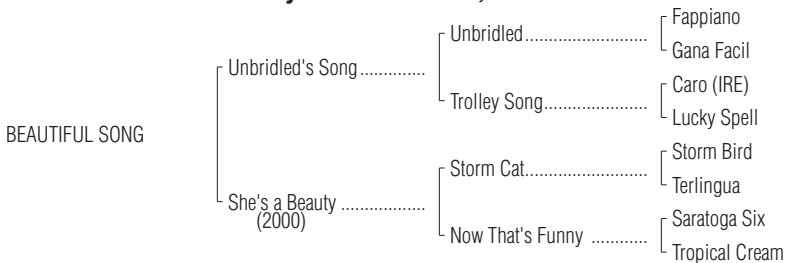 Fappiano
Unbridled..........................
Gana Facil
Unbridled's Song..............
Caro (IRE)
Trolley Song......................
Lucky Spell
BEAUTIFUL SONG
Storm Bird
Storm Cat..........................
Terlingua
She's a Beauty ..................
(2000)
Saratoga Six
Now That's Funny ............
Tropical Cream